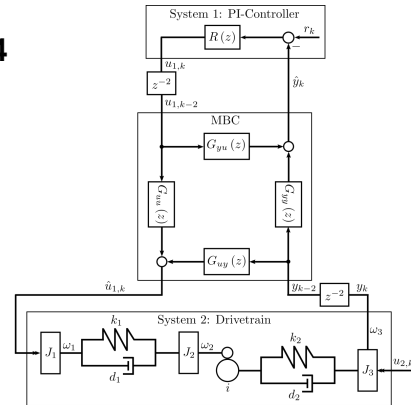 4
System 1: PI-Controller
R(z)
r_k
−
u_{1,k}
z^{-2}
ŷ_k
u_{1,k−2}
MBC
G_{yu}(z)
G_{uu}(z)
G_{yy}(z)
G_{uy}(z)
û_{1,k}
y_{k−2}
z^{-2}
y_k
System 2: Drivetrain
k_1
ω_3
J_1
ω_1
J_2
ω_2
k_2
u_{2,k}
d_1
i
J_3
d_2